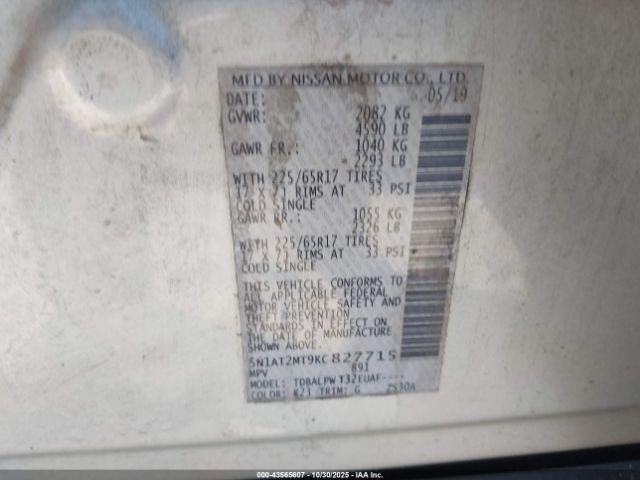 MFD BY NISSAN MOTOR CO., LTD.
DATE: 05/19
GVWR: 2082 KG
4590 LB
GAWR FR.: 1040 KG
2293 LB
WITH 225/65R17 TIRES
17 X 7J RIMS AT 33 PSI
COLD SINGLE
GAWR RR.: 1055 KG
2326 LB
WITH 225/65R17 TIRES
17 X 7J RIMS AT 33 PSI
COLD SINGLE
THIS VEHICLE CONFORMS TO
ALL APPLICABLE FEDERAL
MOTOR VEHICLE SAFETY AND
THEFT PREVENTION
STANDARDS IN EFFECT ON
THE DATE OF MANUFACTURE
SHOWN ABOVE.
5N1AT2MT9KC827715
MPV 891
MODEL: TDBALPW T32EUAF----
COLOR: K23 TRIM: G 2S30A
000-43565607 - 10/30/2025 - IAAI.COM